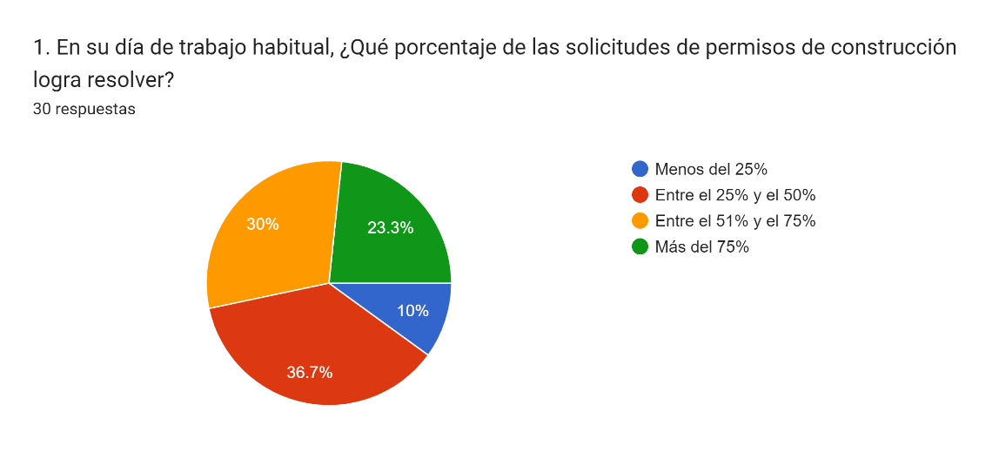 1. En su día de trabajo habitual, ¿Qué porcentaje de las solicitudes de permisos de construcción
logra resolver?
30 respuestas
Menos del 25%
Entre el 25% y el 50%
Entre el 51% y el 75%
Más del 75%
30%
23.3%
10%
36.7%